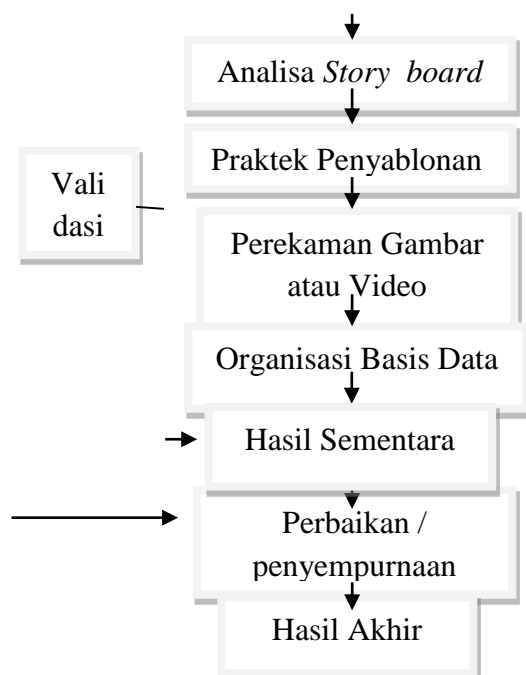 Analisa Story board
Praktek Penyablonan
Vali
dasi
Perekaman Gambar
atau Video
Organisasi Basis Data
Hasil Sementara
Perbaikan /
penyempurnaan
Hasil Akhir